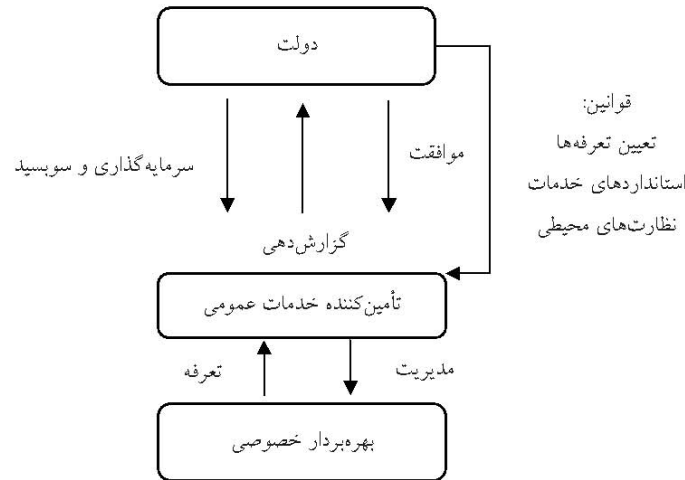 دولت
قوانین:
تعیین تعرفه‌ها
استانداردهای خدمات
نظارت‌های محیطی
موافقت
سرمایه‌گذاری و سوبسید
گزارش‌دهی
تأمین‌کننده خدمات عمومی
مدیریت
تعرفه
بهره‌بردار خصوصی